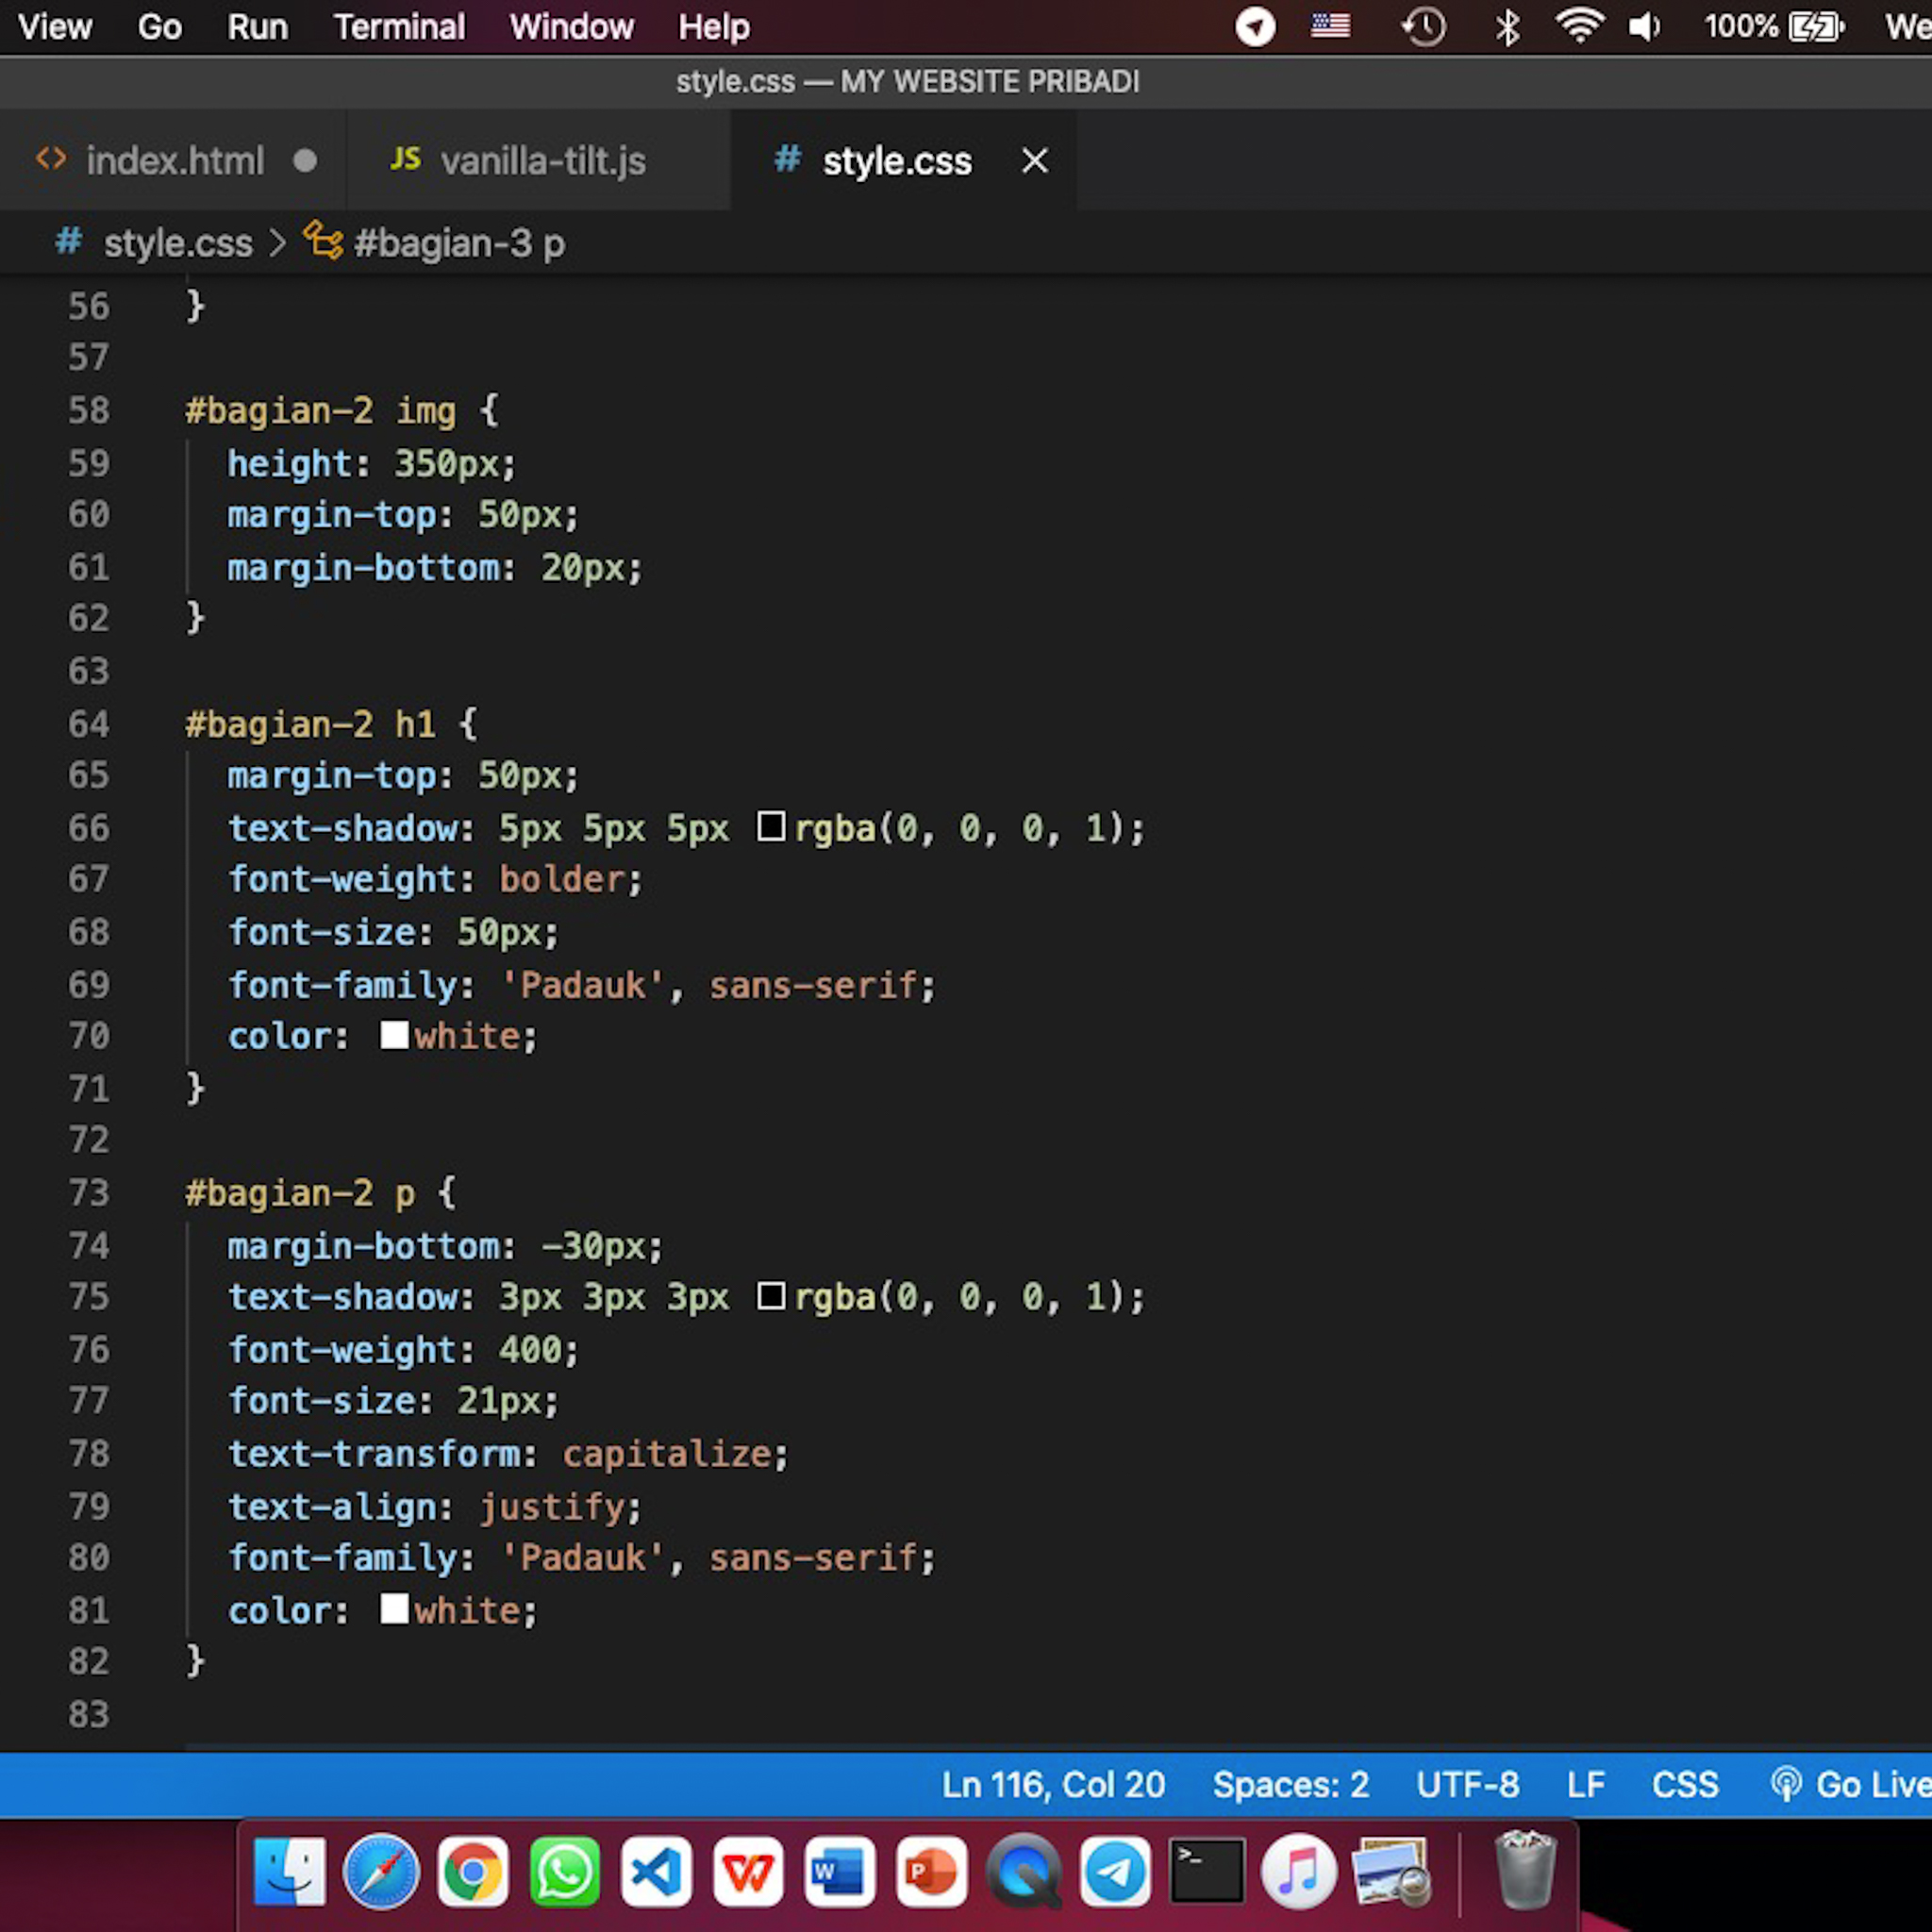 View Go Run Terminal Window Help 100% We
style.css — MY WEBSITE PRIBADI
<> index.html JS vanilla-tilt.js # style.css
# style.css > #bagian-3 p
56 }
57
58 #bagian-2 img {
59 height: 350px;
60 margin-top: 50px;
61 margin-bottom: 20px;
62 }
63
64 #bagian-2 h1 {
65 margin-top: 50px;
66 text-shadow: 5px 5px 5px rgba(0, 0, 0, 1);
67 font-weight: bolder;
68 font-size: 50px;
69 font-family: 'Padauk', sans-serif;
70 color: white;
71 }
72
73 #bagian-2 p {
74 margin-bottom: -30px;
75 text-shadow: 3px 3px 3px rgba(0, 0, 0, 1);
76 font-weight: 400;
77 font-size: 21px;
78 text-transform: capitalize;
79 text-align: justify;
80 font-family: 'Padauk', sans-serif;
81 color: white;
82 }
83
Ln 116, Col 20 Spaces: 2 UTF-8 LF CSS Go Live
W P >_